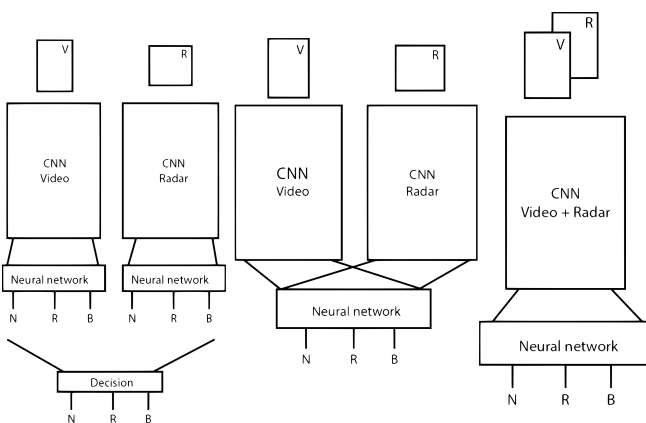 V
R
CNN
Video
CNN
Radar
Neural network
Neural network
N R B
N R B
Decision
N R B
V
R
CNN
Video
CNN
Radar
Neural network
N R B
R
V
CNN
Video + Radar
Neural network
N R B